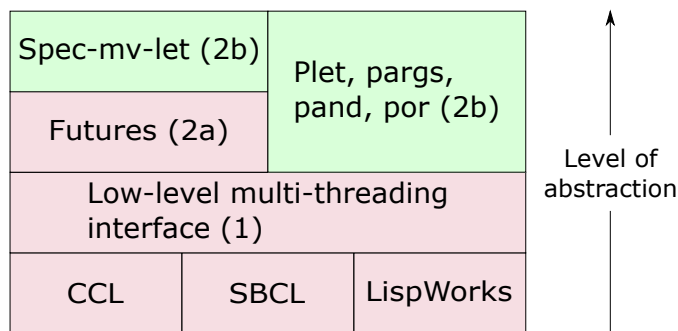 Spec-mv-let (2b)
Plet, pargs,
pand, por (2b)
Futures (2a)
Level of
abstraction
Low-level multi-threading
interface (1)
CCL
SBCL
LispWorks